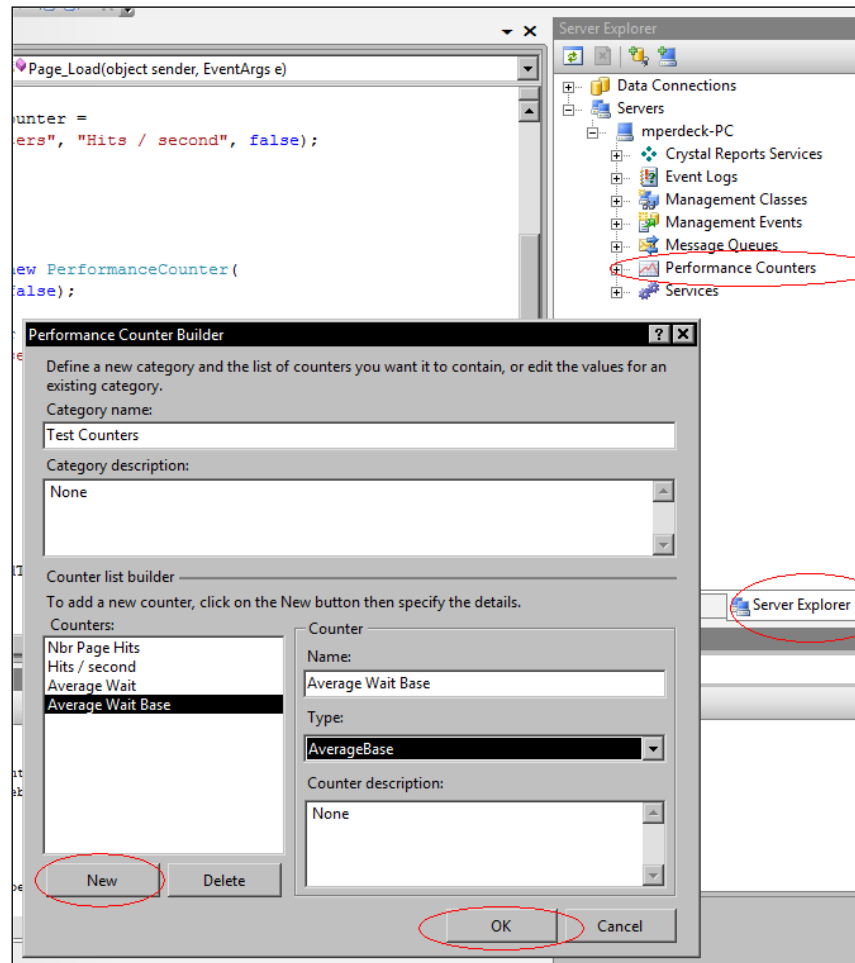 Server Explorer
Page_Load(object sender, EventArgs e)
ounter =
ers", "Hits / second", false);
new PerformanceCounter(
false);
Data Connections
Servers
mperdeck-PC
Crystal Reports Services
Event Logs
Management Classes
Management Events
Message Queues
Performance Counters
Services
Performance Counter Builder
Define a new category and the list of counters you want it to contain, or edit the values for an
existing category.
Category name:
Test Counters
Category description:
None
Counter list builder
To add a new counter, click on the New button then specify the details.
Counters:
Nbr Page Hits
Hits / second
Average Wait
Average Wait Base
Counter
Name:
Average Wait Base
Type:
AverageBase
Counter description:
None
New
Delete
OK
Cancel
Server Explorer